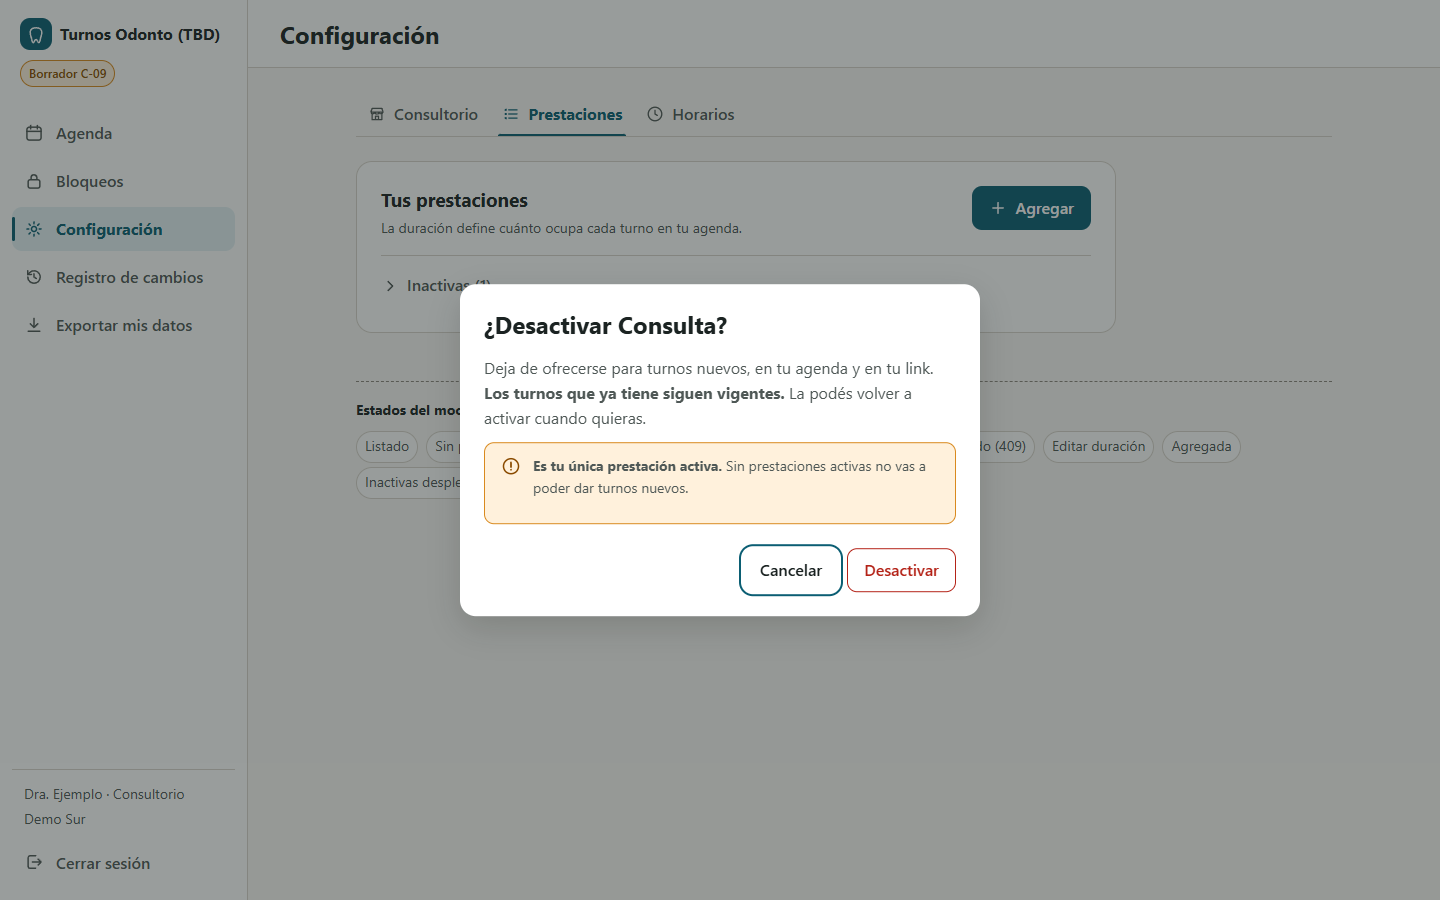 Turnos Odonto (TBD)
Borrador C-09
Agenda
Bloqueos
Configuración
Registro de cambios
Exportar mis datos
Dra. Ejemplo · Consultorio
Demo Sur
Cerrar sesión
Configuración
Consultorio
Prestaciones
Horarios
Tus prestaciones
La duración define cuánto ocupa cada turno en tu agenda.
Agregar
Inactivas (1)
¿Desactivar Consulta?
Deja de ofrecerse para turnos nuevos, en tu agenda y en tu link.
Los turnos que ya tiene siguen vigentes. La podés volver a
activar cuando quieras.
Es tu única prestación activa. Sin prestaciones activas no vas a
poder dar turnos nuevos.
Cancelar
Desactivar
Estados del
Listado
Sin
(409)
Editar duración
Agregada
Inactivas